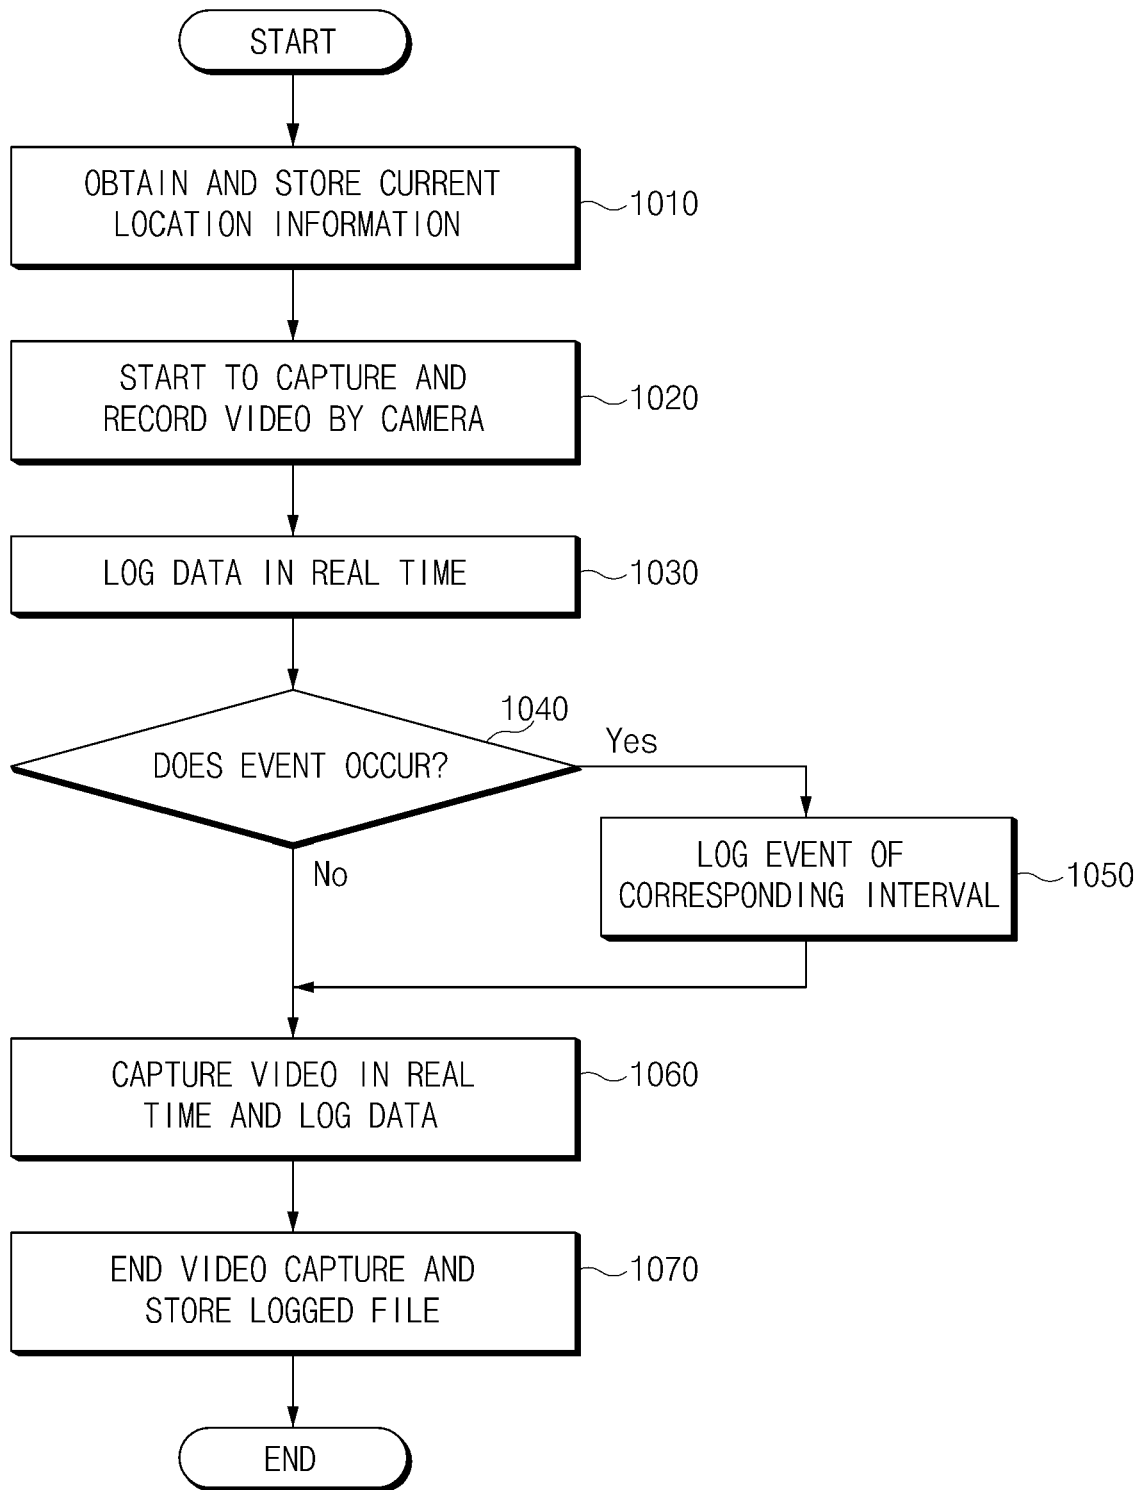 START
OBTAIN AND STORE CURRENT
LOCATION INFORMATION
1010
START TO CAPTURE AND
RECORD VIDEO BY CAMERA
1020
LOG DATA IN REAL TIME
1030
1040
DOES EVENT OCCUR?
Yes
No
LOG EVENT OF
CORRESPONDING INTERVAL
1050
CAPTURE VIDEO IN REAL
TIME AND LOG DATA
1060
END VIDEO CAPTURE AND
STORE LOGGED FILE
1070
END